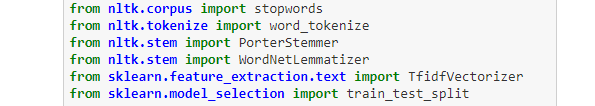 from nltk.corpus import stopwords
from nltk.tokenize import word_tokenize
from nltk.stem import PorterStemmer
from nltk.stem import WordNetLemmatizer
from sklearn.feature_extraction.text import TfidfVectorizer
from sklearn.model_selection import train_test_split